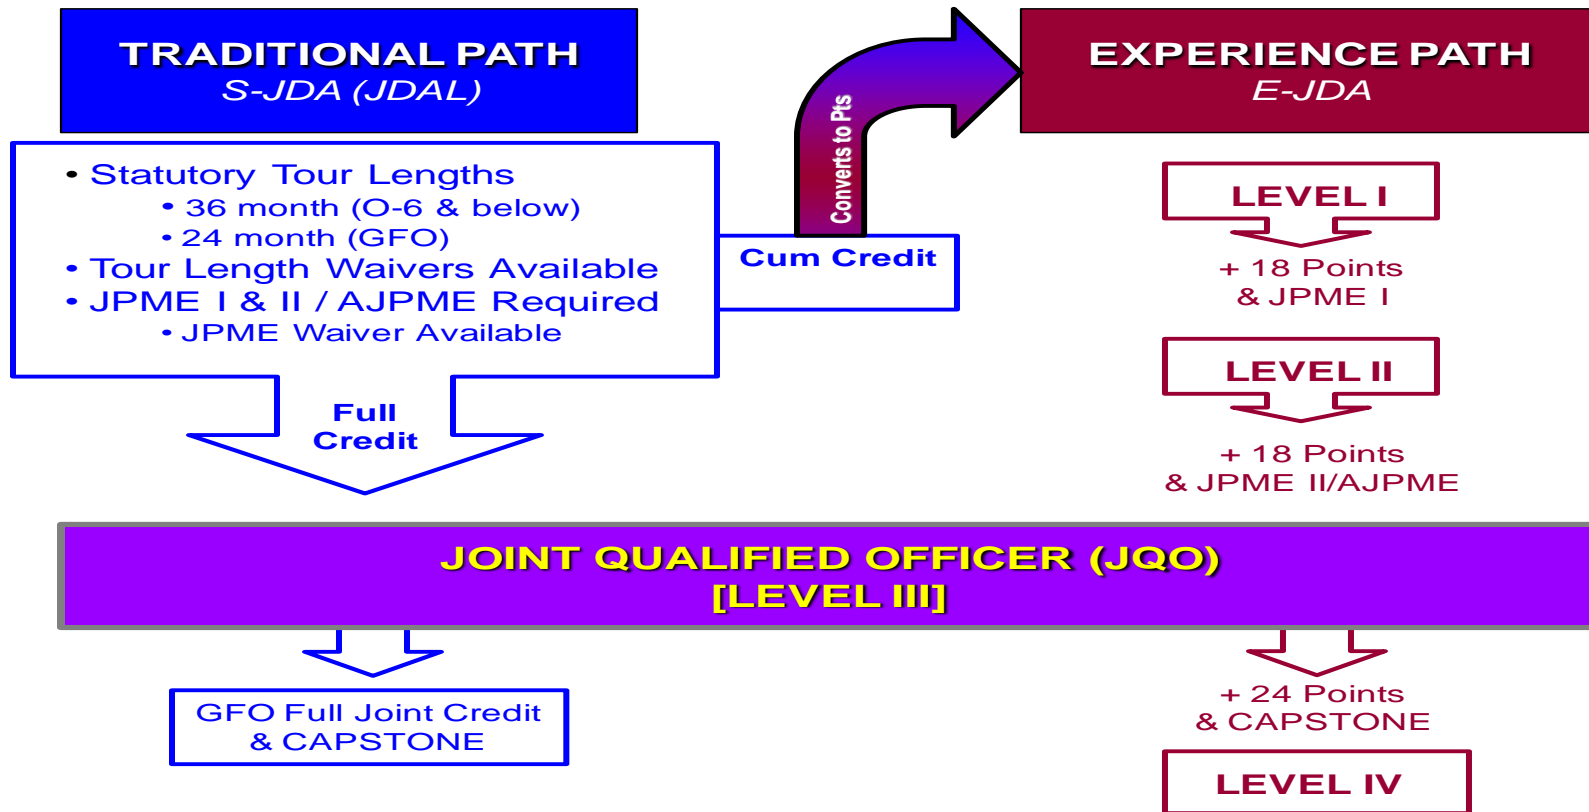 TRADITIONAL PATH
S-JDA (JDAL)
• Statutory Tour Lengths
• 36 month (O-6 & below)
• 24 month (GFO)
• Tour Length Waivers Available
• JPME I & II / AJPME Required
• JPME Waiver Available
Full
Credit
Cum Credit
Converts to Pts
EXPERIENCE PATH
E-JDA
LEVEL I
+ 18 Points
& JPME I
LEVEL II
+ 18 Points
& JPME II/AJPME
JOINT QUALIFIED OFFICER (JQO)
[LEVEL III]
GFO Full Joint Credit
& CAPSTONE
+ 24 Points
& CAPSTONE
LEVEL IV